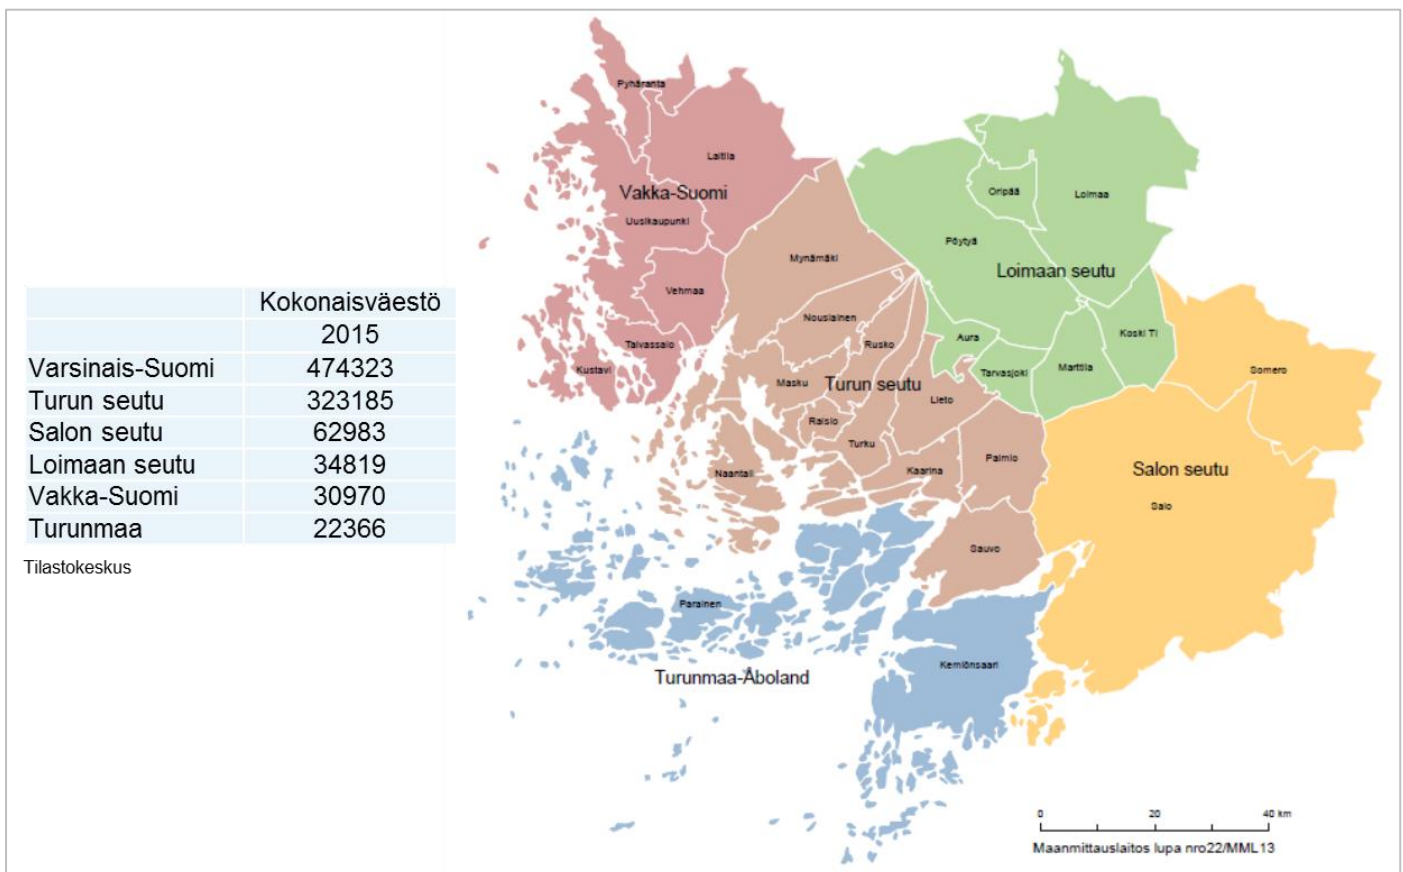 Kokonaisväestö
2015
Varsinais-Suomi 474323
Turun seutu 323185
Salon seutu 62983
Loimaan seutu 34819
Vakka-Suomi 30970
Turunmaa 22366
Tilastokeskus
Pyhäranta
Laitila
Vakka-Suomi
Uusikaupunki
Vehmaa
Taivassalo
Kustavi
Mynämäki
Nousiainen
Rusko
Masku
Turun seutu
Lieto
Raisio
Turku
Naantali
Kaarina
Paimio
Sauvo
Oripää
Loimaa
Pöytyä
Loimaan seutu
Aura
Koski Tl
Tarvasjoki
Marttila
Somero
Salon seutu
Salo
Parainen
Kemiönsaari
Turunmaa-Åboland
0 20 40 km
Maanmittauslaitos lupa nro22/MML13